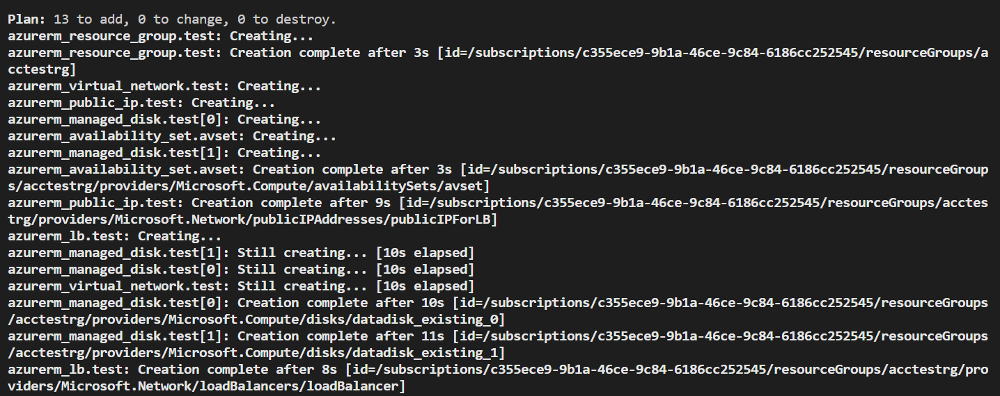 Plan: 13 to add, 0 to change, 0 to destroy.
azurerm_resource_group.test: Creating...
azurerm_resource_group.test: Creation complete after 3s [id=/subscriptions/c355ece9-9b1a-46ce-9c84-6186cc252545/resourceGroups/a
cctestrg]
azurerm_virtual_network.test: Creating...
azurerm_public_ip.test: Creating...
azurerm_managed_disk.test[0]: Creating...
azurerm_availability_set.avset: Creating...
azurerm_managed_disk.test[1]: Creating...
azurerm_availability_set.avset: Creation complete after 3s [id=/subscriptions/c355ece9-9b1a-46ce-9c84-6186cc252545/resourceGroup
s/acctestrg/providers/Microsoft.Compute/availabilitySets/avset]
azurerm_public_ip.test: Creation complete after 9s [id=/subscriptions/c355ece9-9b1a-46ce-9c84-6186cc252545/resourceGroups/acctes
trg/providers/Microsoft.Network/publicIPAddresses/publicIPForLB]
azurerm_lb.test: Creating...
azurerm_managed_disk.test[1]: Still creating... [10s elapsed]
azurerm_managed_disk.test[0]: Still creating... [10s elapsed]
azurerm_virtual_network.test: Still creating... [10s elapsed]
azurerm_managed_disk.test[0]: Creation complete after 10s [id=/subscriptions/c355ece9-9b1a-46ce-9c84-6186cc252545/resourceGroups
/acctestrg/providers/Microsoft.Compute/disks/datadisk_existing_0]
azurerm_managed_disk.test[1]: Creation complete after 11s [id=/subscriptions/c355ece9-9b1a-46ce-9c84-6186cc252545/resourceGroups
/acctestrg/providers/Microsoft.Compute/disks/datadisk_existing_1]
azurerm_lb.test: Creation complete after 8s [id=/subscriptions/c355ece9-9b1a-46ce-9c84-6186cc252545/resourceGroups/acctestrg/pro
viders/Microsoft.Network/loadBalancers/loadBalancer]